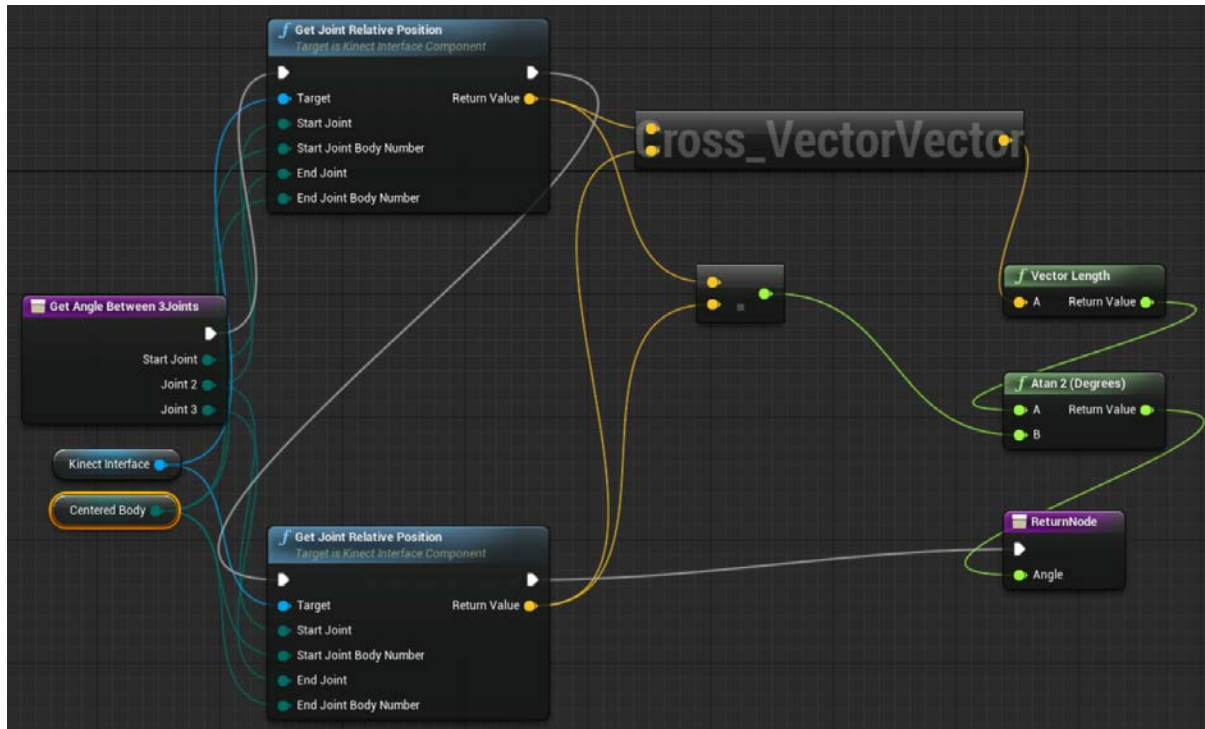 Get Joint Relative Position
Target is Kinect Interface Component
Target
Return Value
Start Joint
Start Joint Body Number
End Joint
End Joint Body Number
Cross_VectorVector
Vector Length
A
Return Value
Get Angle Between 3Joints
Start Joint
Joint 2
Joint 3
Atan 2 (Degrees)
A
Return Value
B
Kinect Interface
Centered Body
Get Joint Relative Position
Target is Kinect Interface Component
Target
Return Value
Start Joint
Start Joint Body Number
End Joint
End Joint Body Number
ReturnNode
Angle